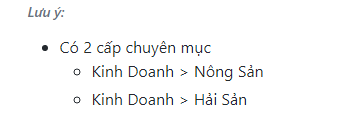 Lưu ý:
Có 2 cấp chuyên mục
Kinh Doanh > Nông Sản
Kinh Doanh > Hải Sản